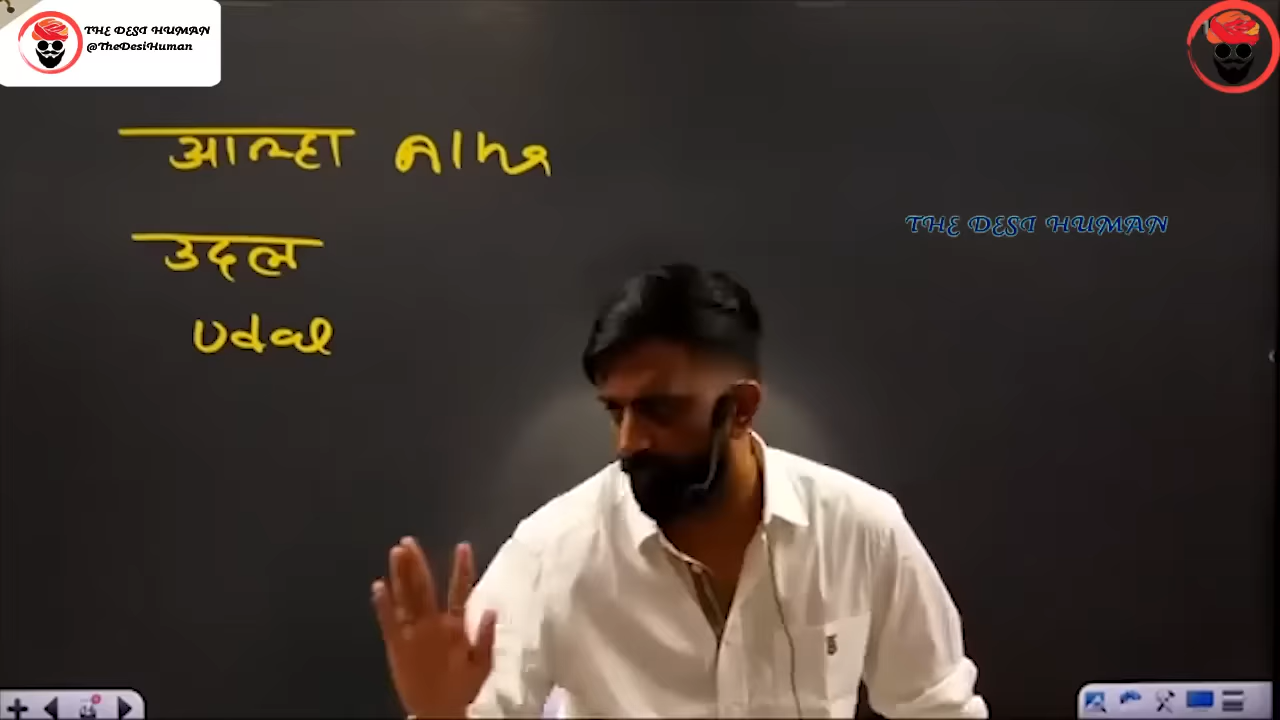 THE DESI HUMAN
@TheDesiHuman
आल्हा Alha
THE DESI HUMAN
उदल
Udal